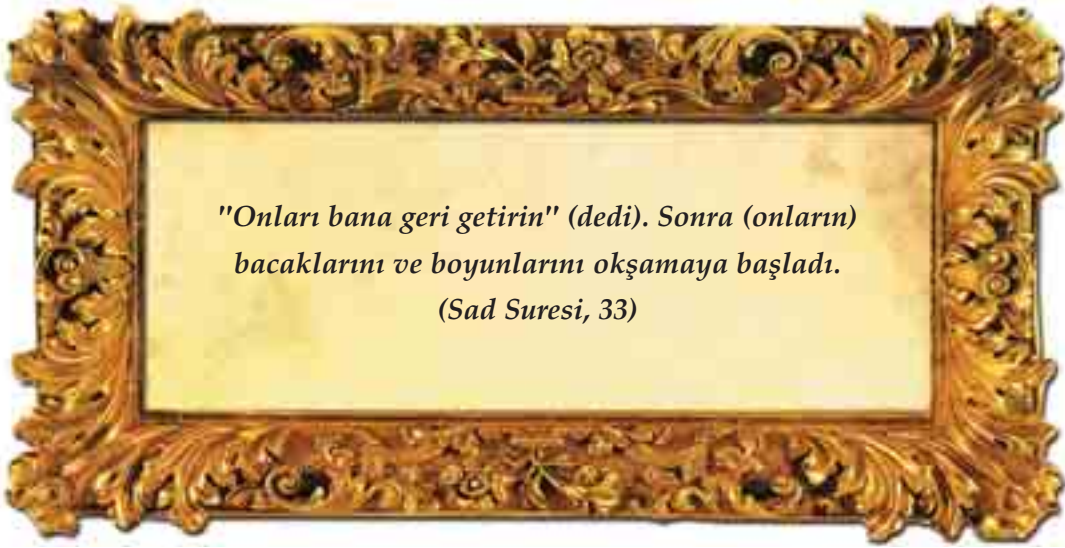 "Onları bana geri getirin" (dedi). Sonra (onların)
bacaklarını ve boyunlarını okşamaya başladı.
(Sad Suresi, 33)